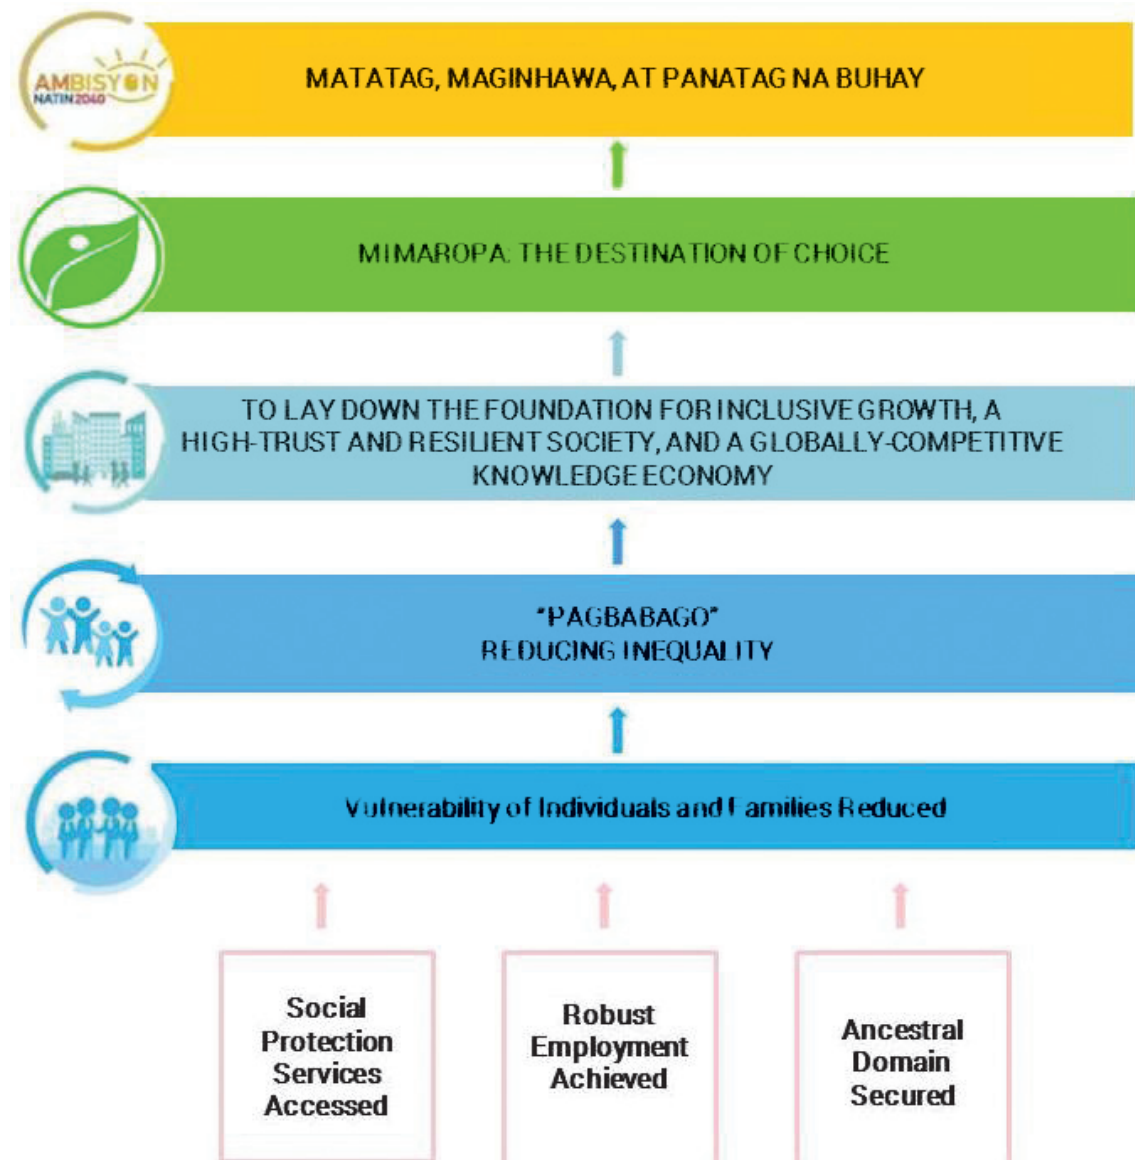 AMBISYON
NATIN2040
MATATAG, MAGINHAWA, AT PANATAG NA BUHAY
MIMAROPA: THE DESTINATION OF CHOICE
TO LAY DOWN THE FOUNDATION FOR INCLUSIVE GROWTH, A
HIGH-TRUST AND RESILIENT SOCIETY, AND A GLOBALLY-COMPETITIVE
KNOWLEDGE ECONOMY
"PAGBABAGO"
REDUCING INEQUALITY
Vulnerability of Individuals and Families Reduced
Social
Protection
Services
Accessed
Robust
Employment
Achieved
Ancestral
Domain
Secured